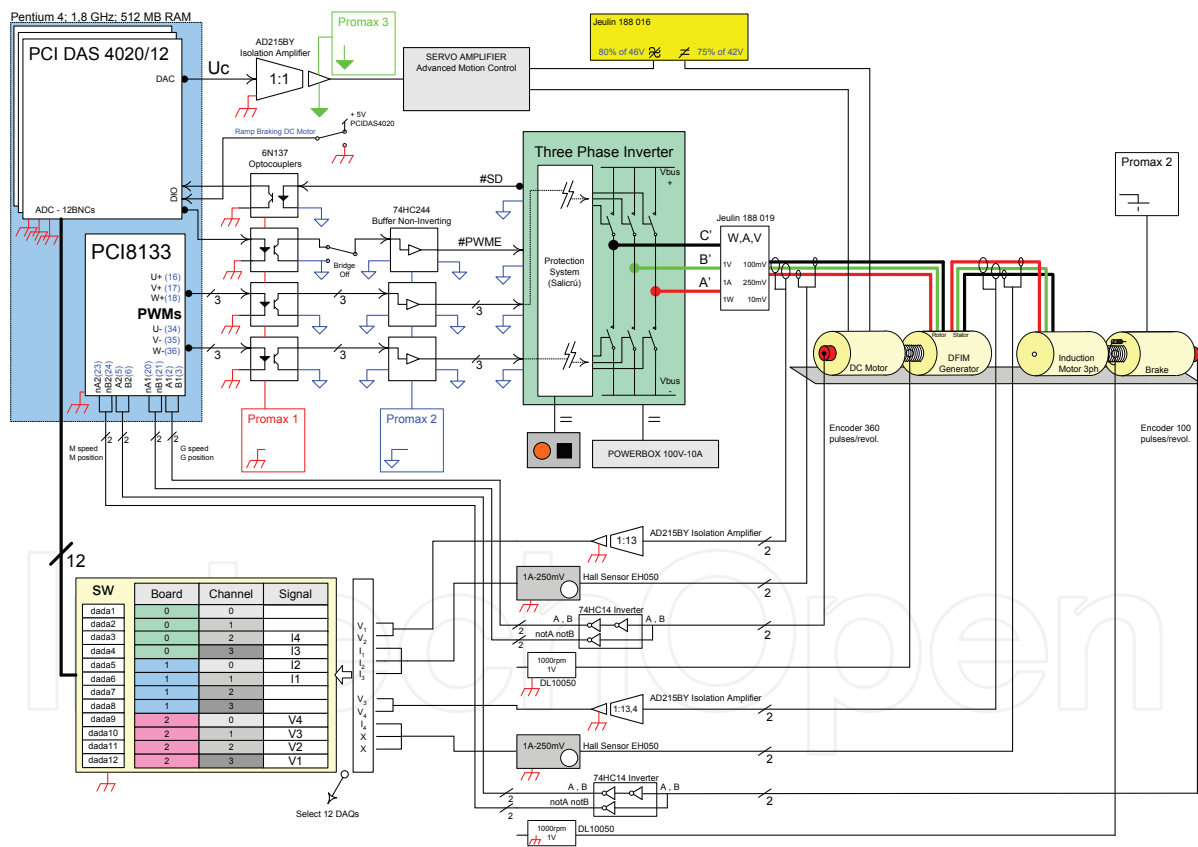 Pentium 4; 1,8 GHz; 512 MB RAM
PCI DAS 4020/12
DAC
Uc
AD215BY
Isolation Amplifier
1:1
Promax 3
SERVO AMPLIFIER
Advanced Motion Control
Jeulin 188 016
80% of 46V
75% of 42V
+ 5V
PCIDAS4020
Ramp Braking DC Motor
6N137
Optocouplers
DIO
ADC - 12BNCs
#SD
74HC244
Buffer Non-Inverting
Bridge
Off
#PWME
Three Phase Inverter
Vbus
+
Protection
System
(Salicrú)
Vbus
-
Jeulin 188 019
W,A,V
1V 100mV
1A 250mV
1W 10mV
C'
B'
A'
Promax 2
PCI8133
U+ (16)
V+ (17)
W+(18)
PWMs
U- (34)
V- (35)
W-(36)
nA2(23)
nB2(24)
A2(5)
B2(6)
nA1(20)
nB1(21)
A1(2)
B1(3)
3
3
3
3
3
3
2
2
2
2
M speed
M position
G speed
G position
Promax 1
Promax 2
=
=
POWERBOX 100V-10A
Rotor
Stator
DC Motor
DFIM
Generator
Induction
Motor 3ph
Brake
Encoder 360
pulses/revol.
Encoder 100
pulses/revol.
12
1:13
AD215BY Isolation Amplifier
2
1A-250mV
Hall Sensor EH050
2
74HC14 Inverter
A , B
A , B
notA notB
2
2
2
1000rpm
1V
DL10050
1:13,4
AD215BY Isolation Amplifier
2
1A-250mV
Hall Sensor EH050
2
74HC14 Inverter
A , B
A , B
notA notB
2
2
2
1000rpm
1V
DL10050
SW Board Channel Signal
dada1 0 0
dada2 0 1
dada3 0 2 I4
dada4 0 3 I3
dada5 1 0 I2
dada6 1 1 I1
dada7 1 2
dada8 1 3
dada9 2 0 V4
dada10 2 1 V3
dada11 2 2 V2
dada12 2 3 V1
V1
V2
I1
I2
I3
V3
V4
I4
X
X
Select 12 DAQs
InTechOpen